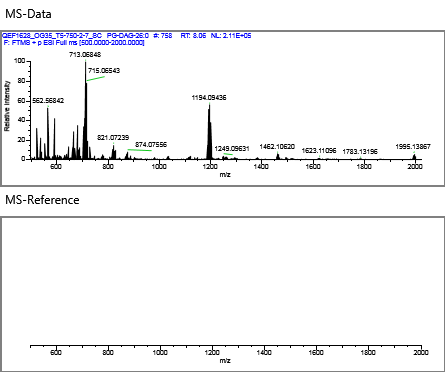 MS-Data
QEF1628_OG35_T5-750-2-7_8C PG-DAG-26:0 #: 758 RT: 8.06 NL: 2.11E+05
F: FTMS + p ESI Full ms [500.0000-2000.0000]
713.06848
100
715.06543
80
1194.09436
60
562.56842
40
821.07239
20
874.07556
1249.09631
1462.10620
1623.11096
1783.13196
1995.13867
0
Relative Intensity
600 800 1000 1200 1400 1600 1800 2000
m/z
MS-Reference
600 800 1000 1200 1400 1600 1800 2000
m/z